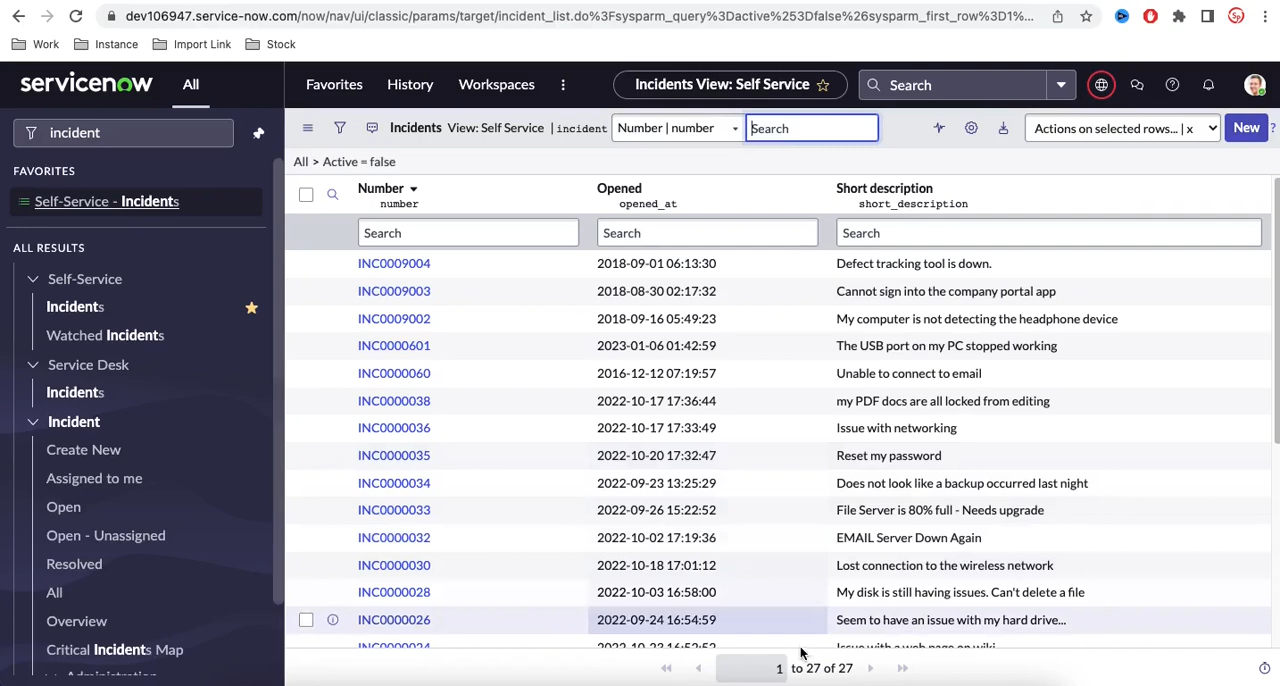 dev106947.service-now.com/now/nav/ui/classic/params/target/incident_list.do%3Fsysparm_query%3Dactive%253Dfalse%26sysparm_first_row%3D1%...
Work Instance Import Link Stock
servicenow All Favorites History Workspaces Incidents View: Self Service Search
incident
Incidents View: Self Service | incident Number | number Search Actions on selected rows... | x New ?
All > Active = false
FAVORITES
Self-Service - Incidents
ALL RESULTS
Self-Service
Incidents
Watched Incidents
Service Desk
Incidents
Incident
Create New
Assigned to me
Open
Open - Unassigned
Resolved
All
Overview
Critical Incidents Map
Administration
Number Opened Short description
number opened_at short_description
Search Search Search
INC0009004 2018-09-01 06:13:30 Defect tracking tool is down.
INC0009003 2018-08-30 02:17:32 Cannot sign into the company portal app
INC0009002 2018-09-16 05:49:23 My computer is not detecting the headphone device
INC0000601 2023-01-06 01:42:59 The USB port on my PC stopped working
INC0000060 2016-12-12 07:19:57 Unable to connect to email
INC0000038 2022-10-17 17:36:44 my PDF docs are all locked from editing
INC0000036 2022-10-17 17:33:49 Issue with networking
INC0000035 2022-10-20 17:32:47 Reset my password
INC0000034 2022-09-23 13:25:29 Does not look like a backup occurred last night
INC0000033 2022-09-26 15:22:52 File Server is 80% full - Needs upgrade
INC0000032 2022-10-02 17:19:36 EMAIL Server Down Again
INC0000030 2022-10-18 17:01:12 Lost connection to the wireless network
INC0000028 2022-10-03 16:58:00 My disk is still having issues. Can't delete a file
INC0000026 2022-09-24 16:54:59 Seem to have an issue with my hard drive...
INC0000024 2022-10-23 16:52:52 Issue with a web page on wiki
1 to 27 of 27